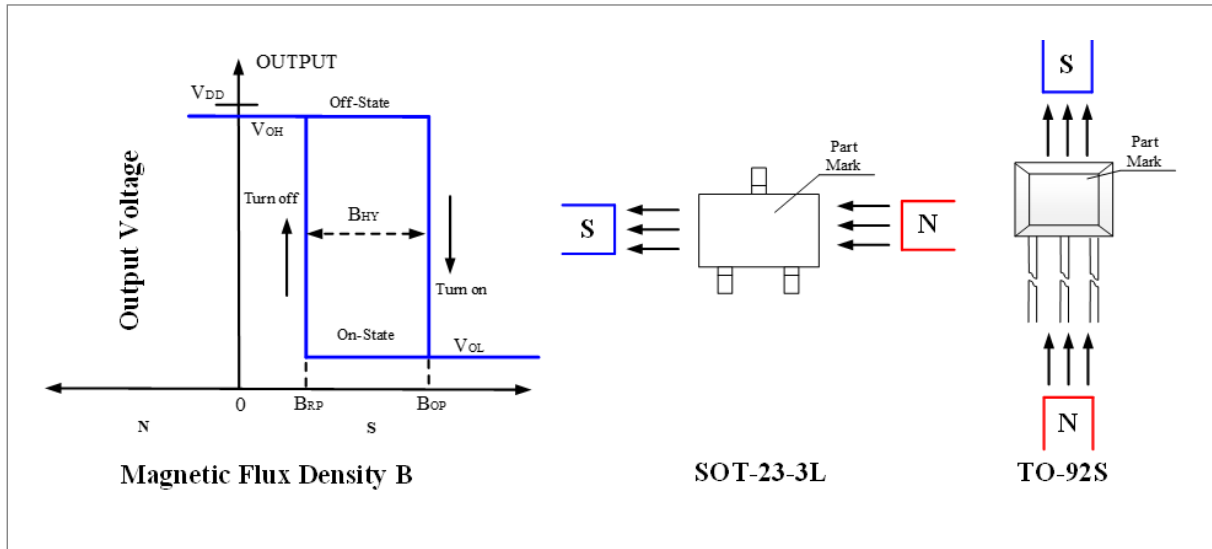 OUTPUT
VDD
Off-State
VOH
Turn off
BHY
Turn on
On-State
VOL
Output Voltage
0
BRP
BOP
N
S
Magnetic Flux Density B
Part
Mark
S
N
SOT-23-3L
S
Part
Mark
N
TO-92S